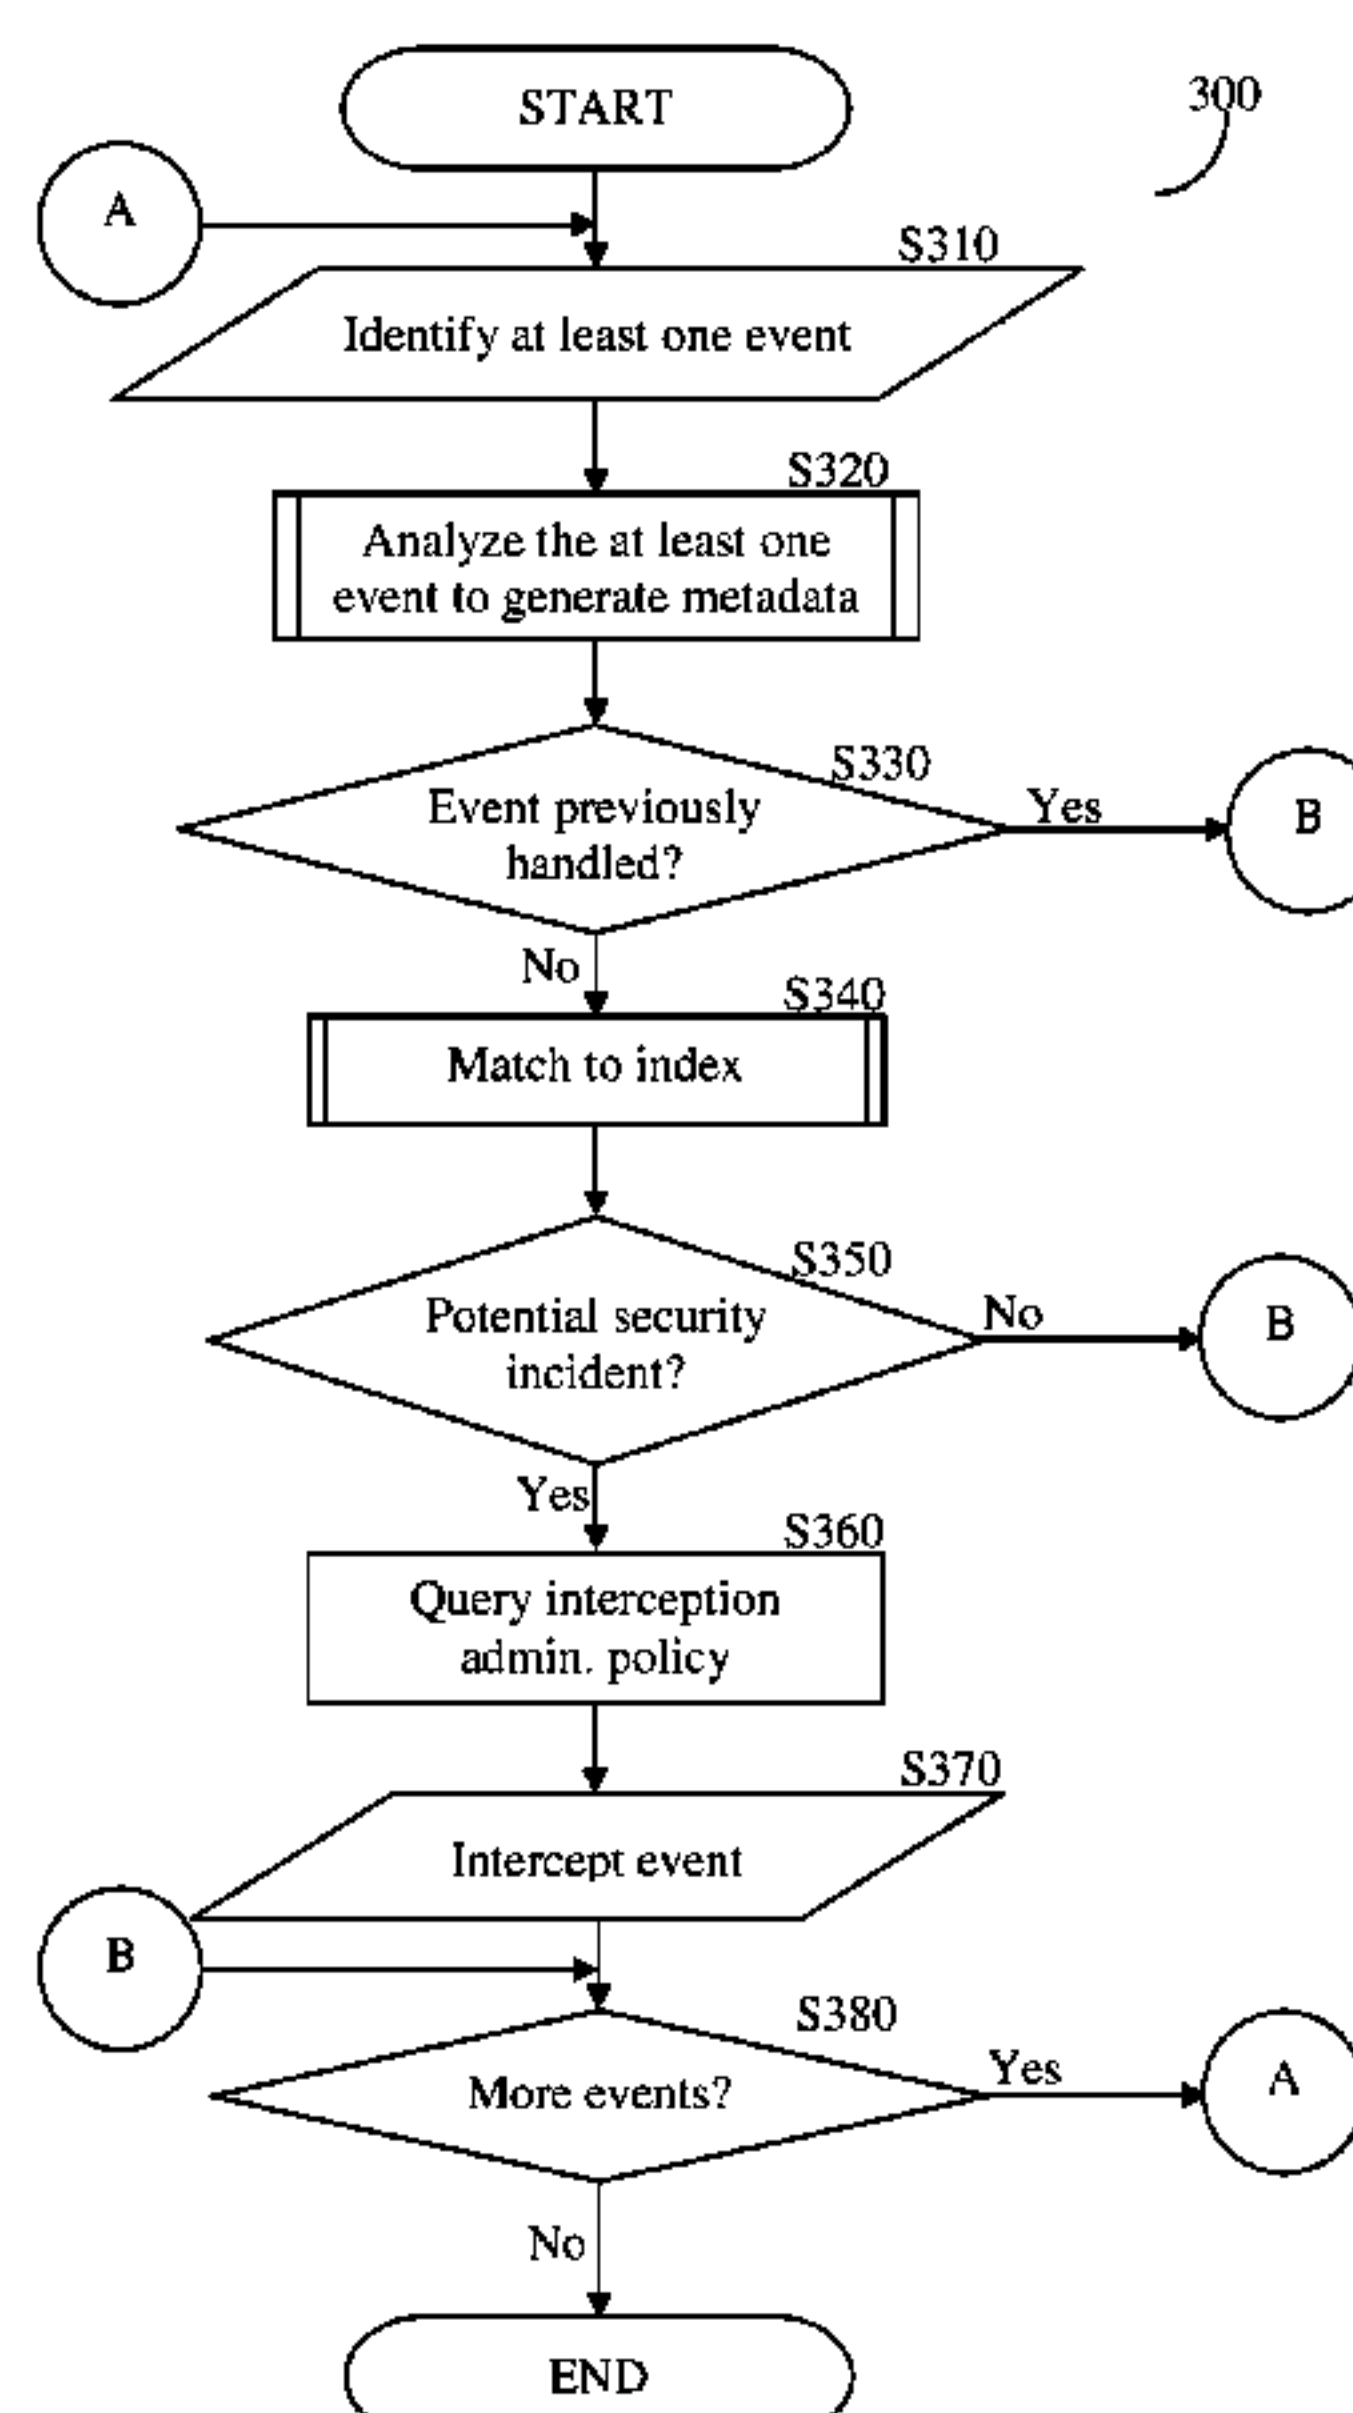 START
300
A
S310
Identify at least one event
S320
Analyze the at least one
event to generate metadata
S330
Event previously
handled?
Yes
B
No
S340
Match to index
S350
Potential security
incident?
No
B
Yes
S360
Query interception
admin. policy
S370
Intercept event
B
S380
More events?
Yes
A
No
END